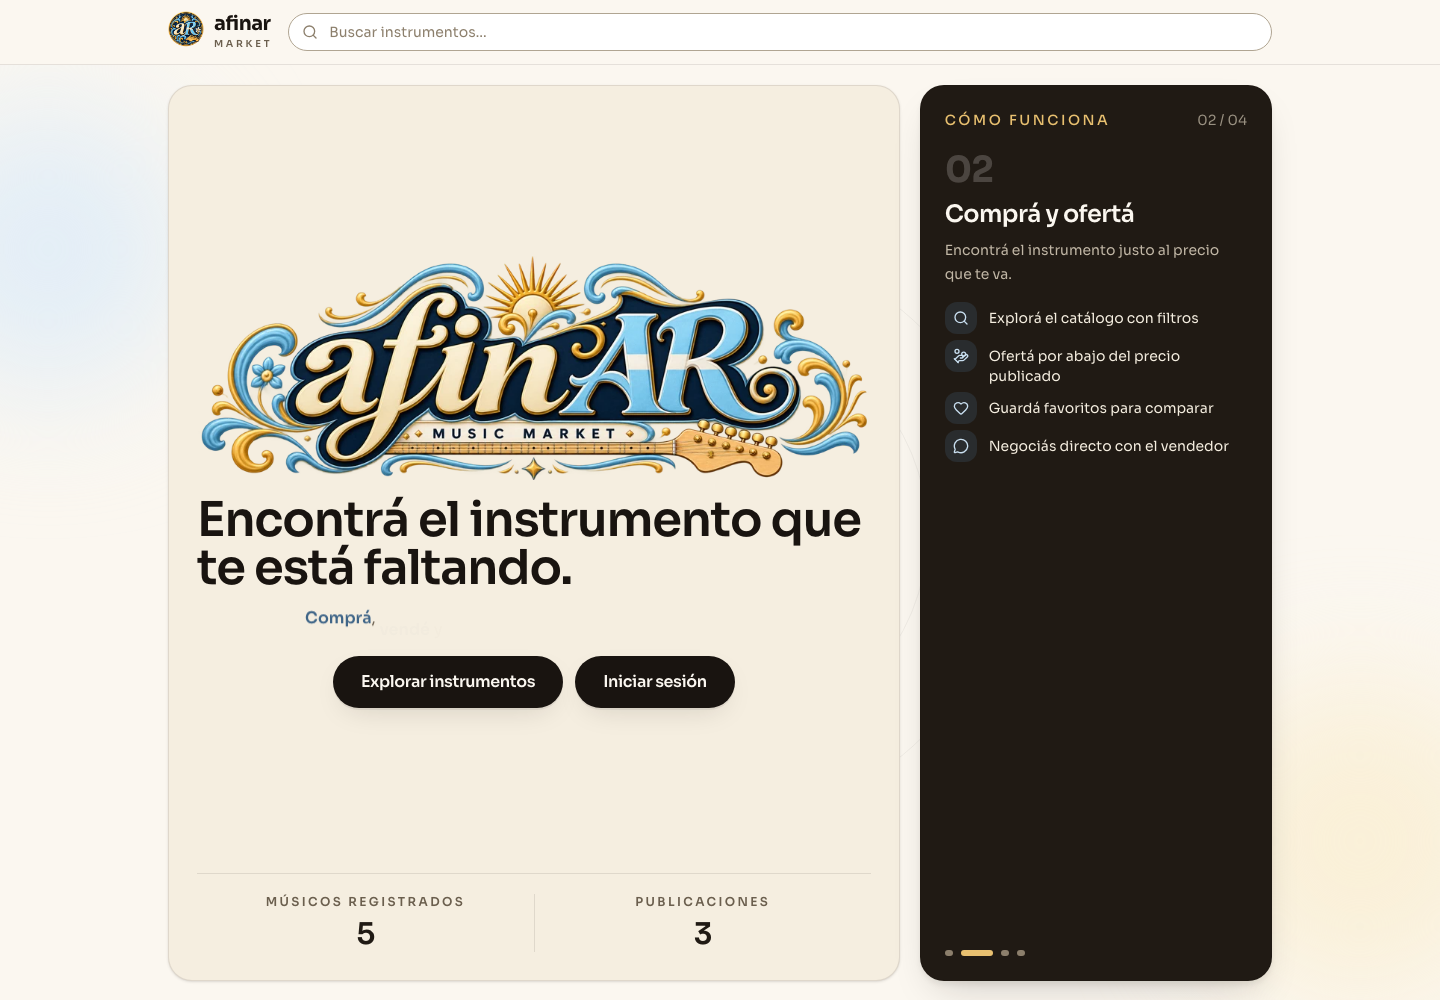 aR
afinar
MARKET
Buscar instrumentos...
afinAR
MUSIC MARKET
Encontrá el instrumento que
te está faltando.
Comprá,
Explorar instrumentos
Iniciar sesión
MÚSICOS REGISTRADOS
5
PUBLICACIONES
3
CÓMO FUNCIONA
02 / 04
02
Comprá y ofertá
Encontrá el instrumento justo al precio
que te va.
Explorá el catálogo con filtros
Ofertá por abajo del precio
publicado
Guardá favoritos para comparar
Negociás directo con el vendedor